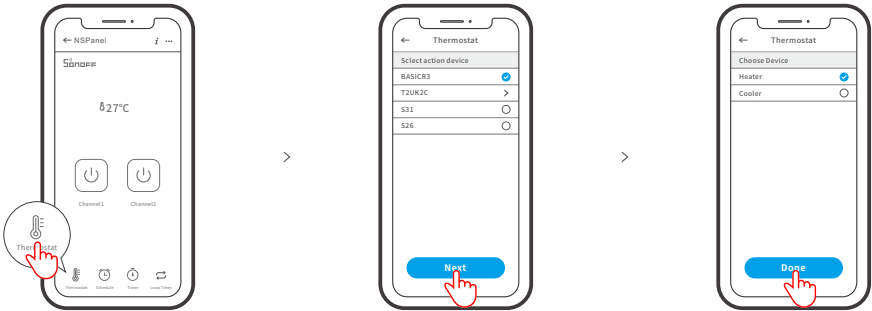 NSPanel
SONOFF
27°C
Channel1 Channel2
Thermostat
Thermostat Schedule Timer Loop Timer
Thermostat
Sclect action device
BASICR3
T2UK2C
S31
S26
Next
Thermostat
Choose Device
Heater
Cooler
Done